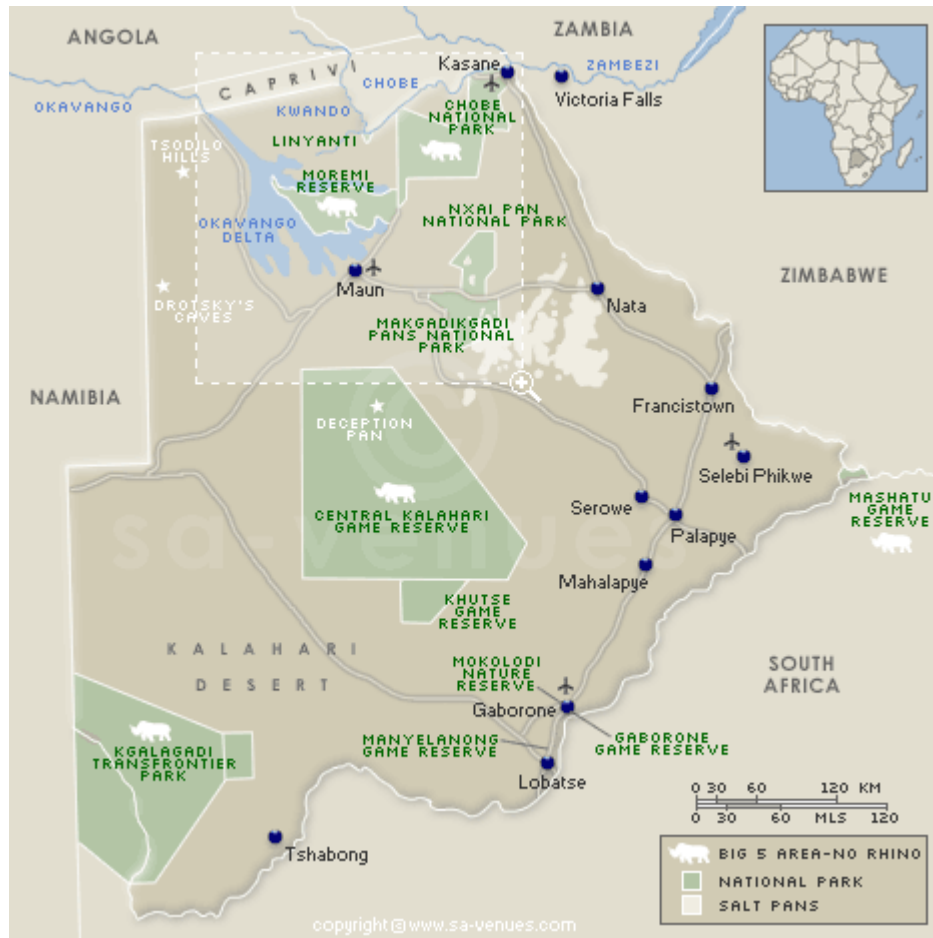 ANGOLA
ZAMBIA
Kasane
CAPRIVI
CHOBE
ZAMBEZI
Victoria Falls
OKAVANGO
KWANDO
CHOBE
NATIONAL
PARK
LINYANTI
TSODILO
HILLS
MOREMI
RESERVE
NXAI PAN
NATIONAL PARK
OKAVANGO
DELTA
ZIMBABWE
Maun
DROTSKY'S
CAVES
Nata
MAKGADIKGADI
PANS NATIONAL
PARK
NAMIBIA
Francistown
DECEPTION
PAN
©
Selebi Phikwe
MASHATU
GAME
RESERVE
Serowe
CENTRAL KALAHARI
GAME RESERVE
sa-venues
Palapye
Mahalapye
KHUTSE
GAME
RESERVE
KALAHARI
DESERT
MOKOLODI
NATURE
RESERVE
SOUTH
AFRICA
Gaborone
MANYELANONG
GAME RESERVE
GABORONE
GAME RESERVE
KGALAGADI
TRANSFRONTIER
PARK
Lobatse
0 30 60 120 KM
0 30 60 MLS 120
Tshabong
BIG 5 AREA-NO RHINO
NATIONAL PARK
SALT PANS
copyright@www.sa-venues.com